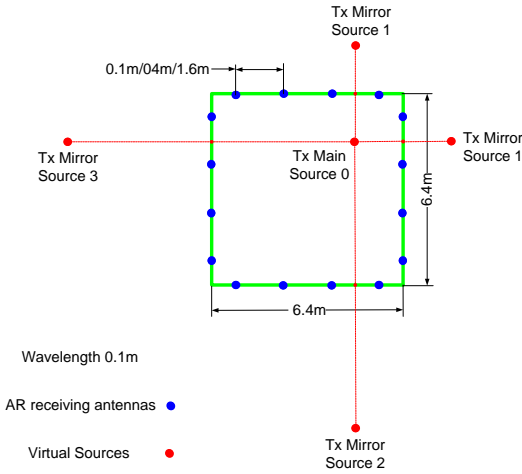 Tx Mirror
Source 1
0.1m/04m/1.6m
Tx Mirror
Source 3
Tx Main
Source 0
Tx Mirror
Source 1
6.4m
6.4m
Wavelength 0.1m
AR receiving antennas
Virtual Sources
Tx Mirror
Source 2